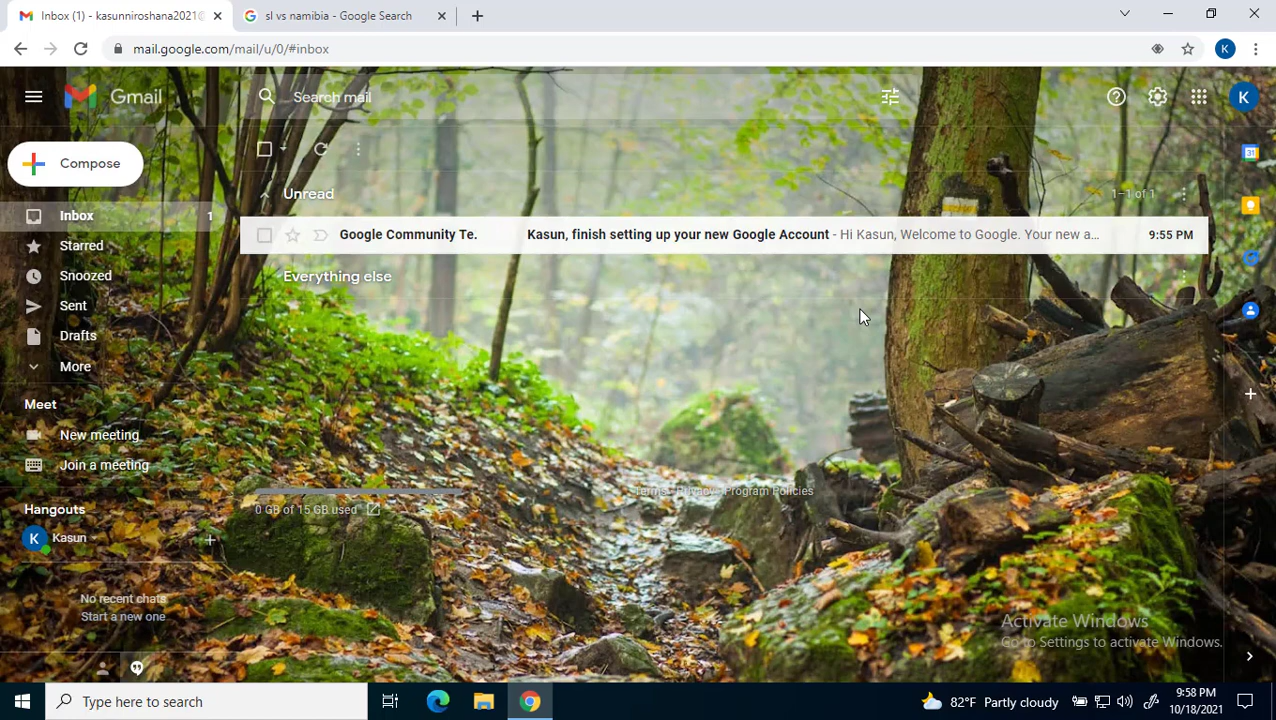 Inbox (1) - kasunniroshana2021@
sl vs namibia - Google Search
mail.google.com/mail/u/0/#inbox
K
Gmail
Search mail
K
Compose
Unread
1–1 of 1
Inbox 1
Google Community Te. Kasun, finish setting up your new Google Account - Hi Kasun, Welcome to Google. Your new a... 9:55 PM
Starred
Everything else
Snoozed
Sent
Drafts
More
Meet
New meeting
Join a meeting
Terms · Privacy · Program Policies
0 GB of 15 GB used
Hangouts
K Kasun
No recent chats
Start a new one
Activate Windows
Go to Settings to activate Windows.
Type here to search
82°F Partly cloudy
9:58 PM
10/18/2021
31